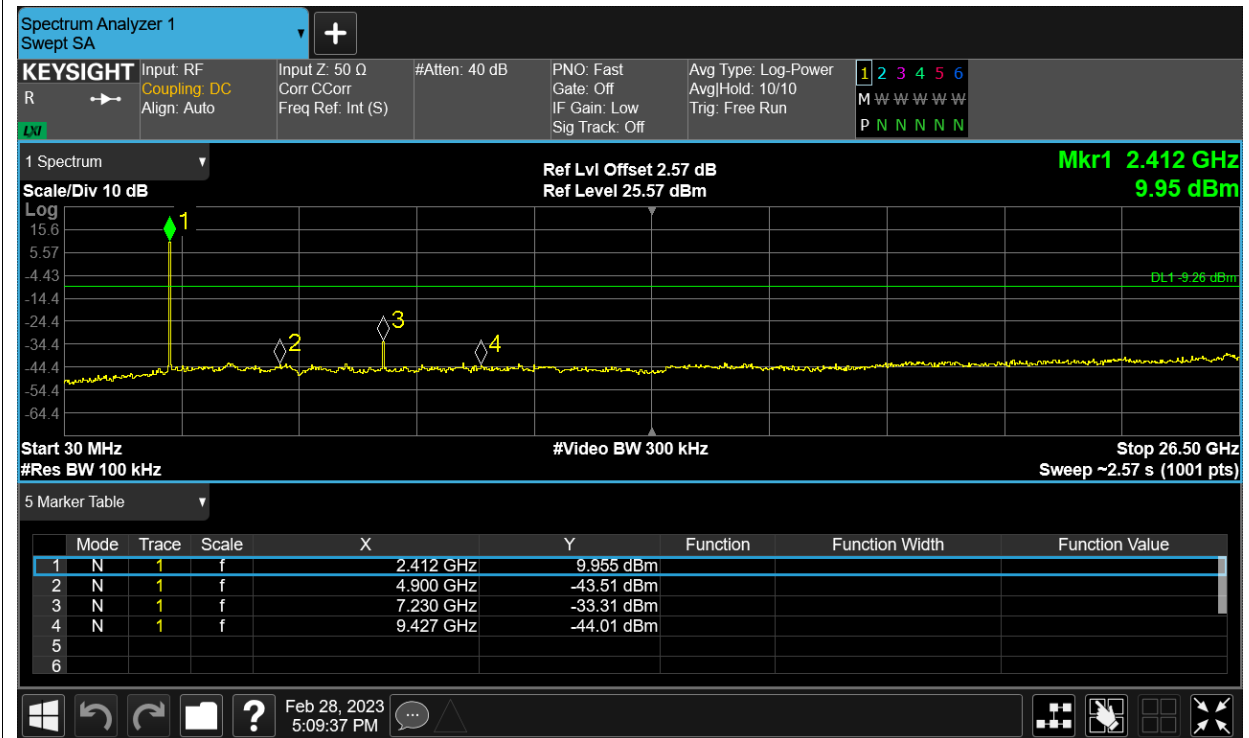 Spectrum Analyzer 1
Swept SA
KEYSIGHT
R
LXI
Input: RF
Coupling: DC
Align: Auto
Input Z: 50 Ω
Corr CCorr
Freq Ref: Int (S)
#Atten: 40 dB
PNO: Fast
Gate: Off
IF Gain: Low
Sig Track: Off
Avg Type: Log-Power
Avg|Hold: 10/10
Trig: Free Run
1 2 3 4 5 6
M W W W W W
P N N N N N
1 Spectrum
Scale/Div 10 dB
Ref Lvl Offset 2.57 dB
Ref Level 25.57 dBm
Mkr1 2.412 GHz
9.95 dBm
Log
15.6
5.57
-4.43
-14.4
-24.4
-34.4
-44.4
-54.4
-64.4
1
2
3
4
DL1 -9.26 dBm
Start 30 MHz
#Video BW 300 kHz
Stop 26.50 GHz
#Res BW 100 kHz
Sweep ~2.57 s (1001 pts)
5 Marker Table
Mode Trace Scale X Y Function Function Width Function Value
1 N 1 f 2.412 GHz 9.955 dBm
2 N 1 f 4.900 GHz -43.51 dBm
3 N 1 f 7.230 GHz -33.31 dBm
4 N 1 f 9.427 GHz -44.01 dBm
5
6
?
Feb 28, 2023
5:09:37 PM